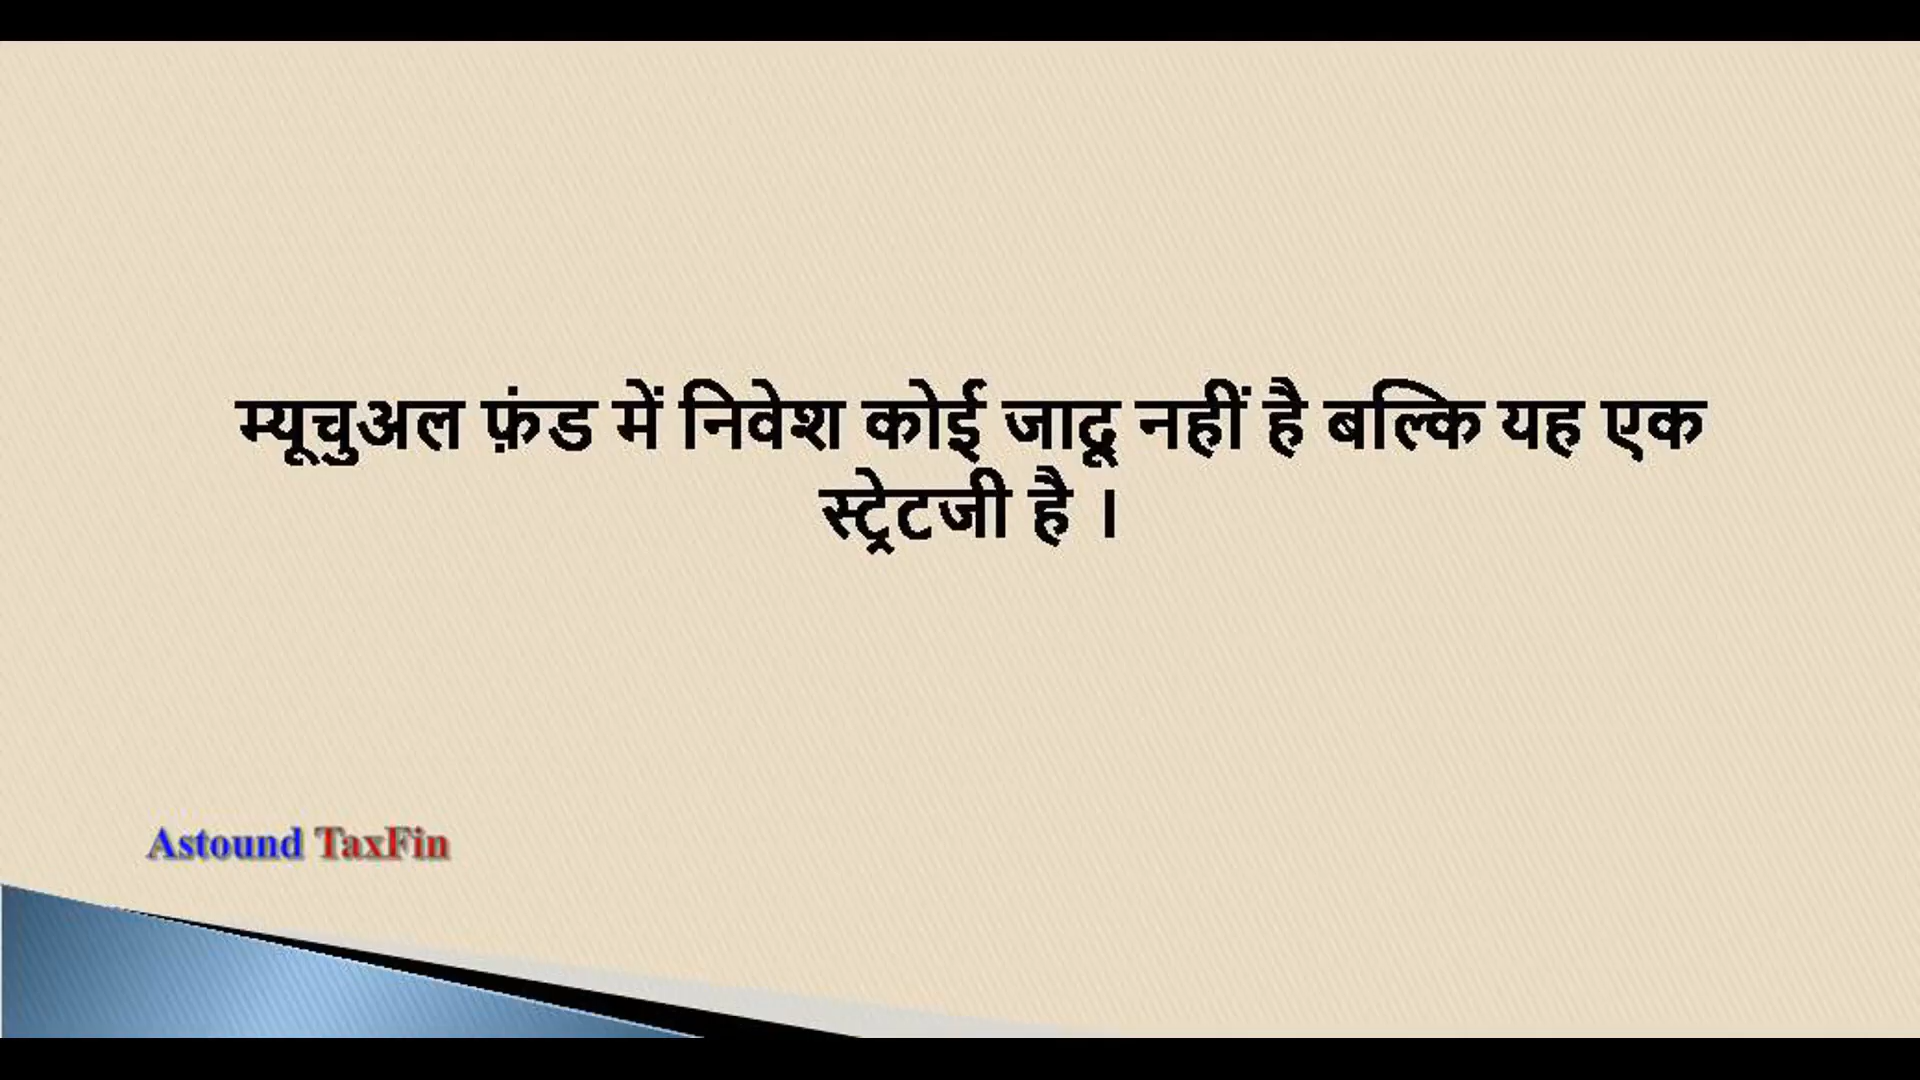 म्यूचुअल फ़ंड में निवेश कोई जादू नहीं है बल्कि यह एक
स्ट्रेटजी है ।
Astound TaxFin